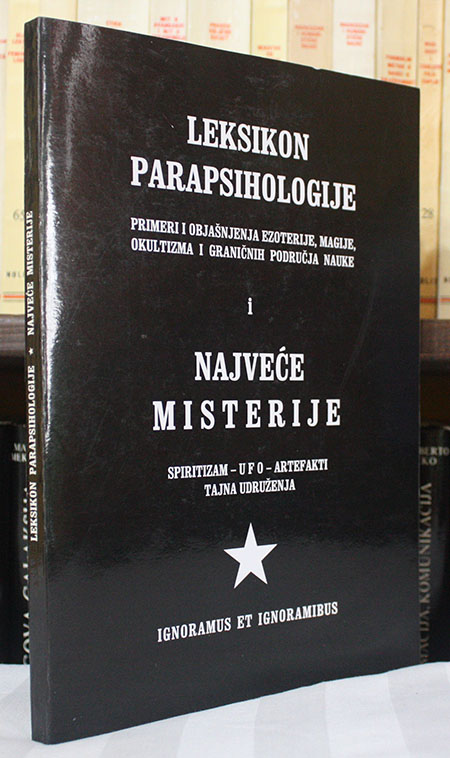 LEKSIKON
PARAPSIHOLOGIJE
PRIMERI I OBJAŠNJENJA EZOTERIJE, MAGIJE,
OKULTIZMA I GRANIČNIH PODRUČJA NAUKE
i
NAJVEĆE
MISTERIJE
SPIRITIZAM – U F O – ARTEFAKTI
TAJNA UDRUŽENJA
IGNORAMUS ET IGNORAMIBUS
LEKSIKON PARAPSIHOLOGIJE ★ NAJVEĆE MISTERIJE
28